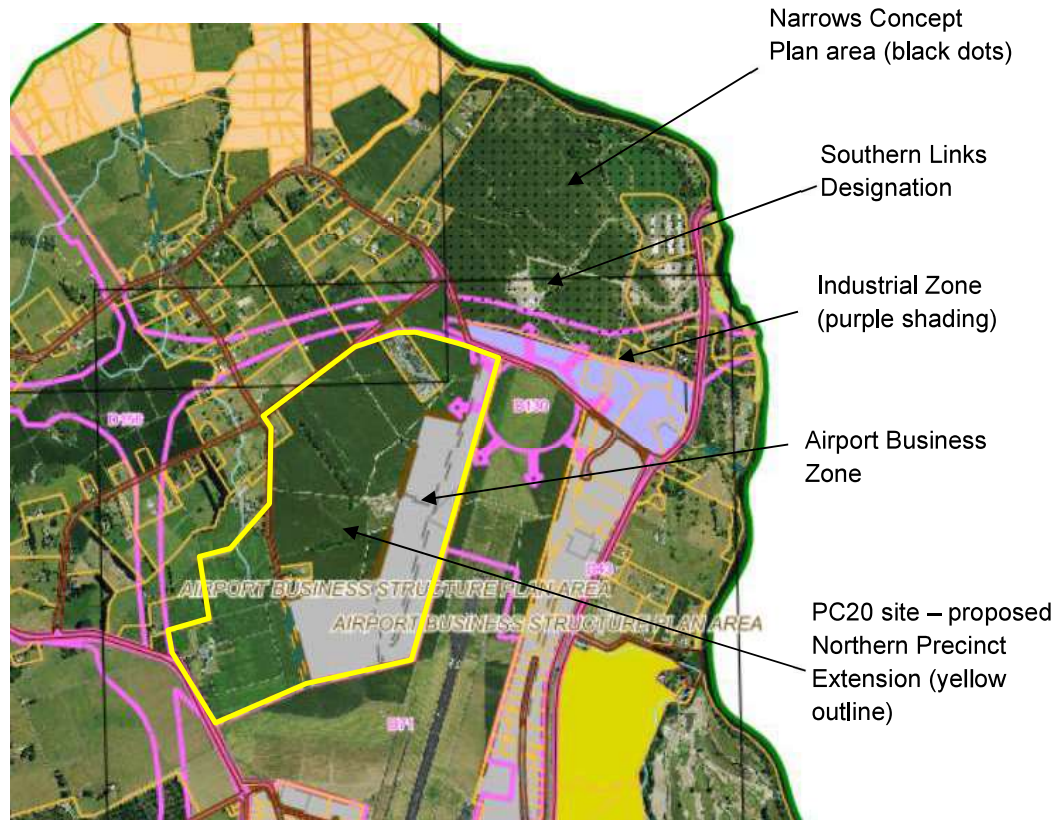 Narrows Concept
Plan area (black dots)
Southern Links
Designation
Industrial Zone
(purple shading)
D156
B130
Airport Business
Zone
AIRPORT BUSINESS STRUCTURE PLAN AREA
AIRPORT BUSINESS STRUCTURE PLAN AREA
PC20 site – proposed
Northern Precinct
Extension (yellow
outline)